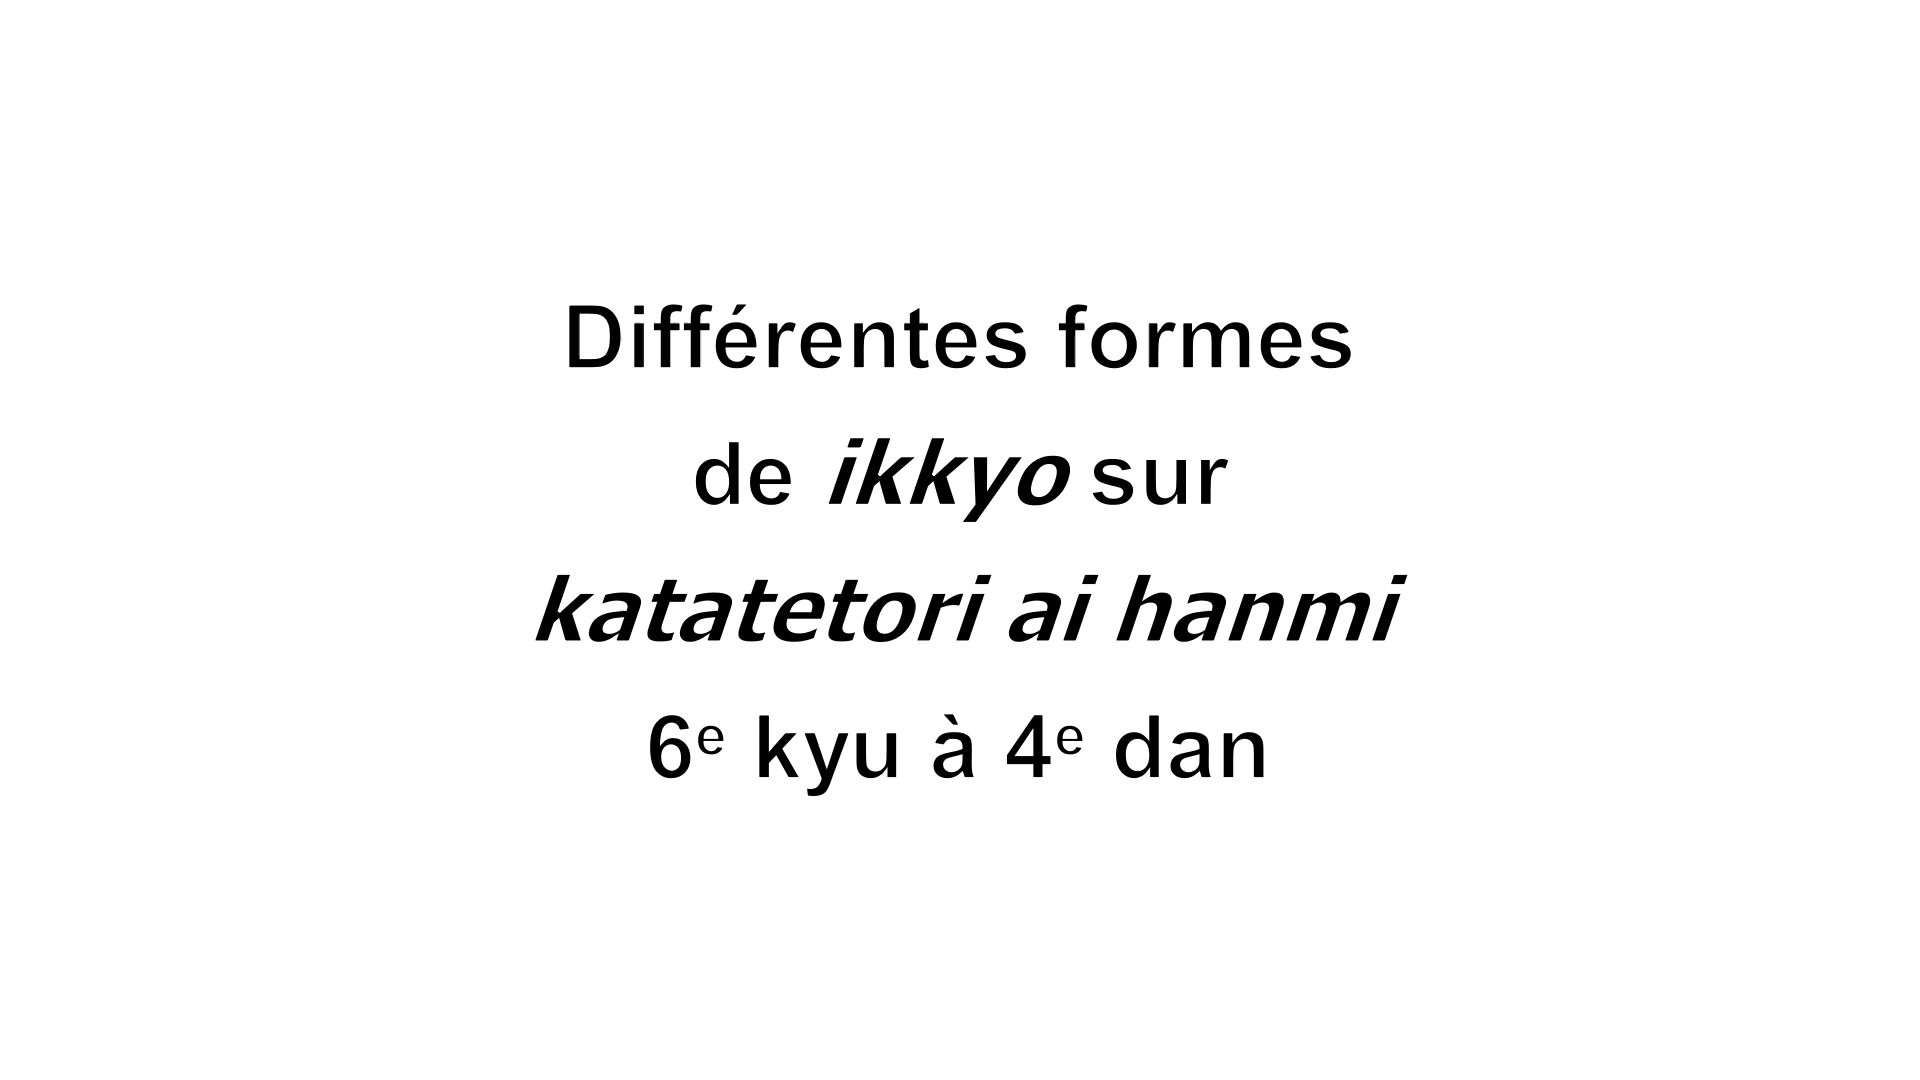 Différentes formes
de ikkyo sur
katatetori ai hanmi
6ᵉ kyu à 4ᵉ dan